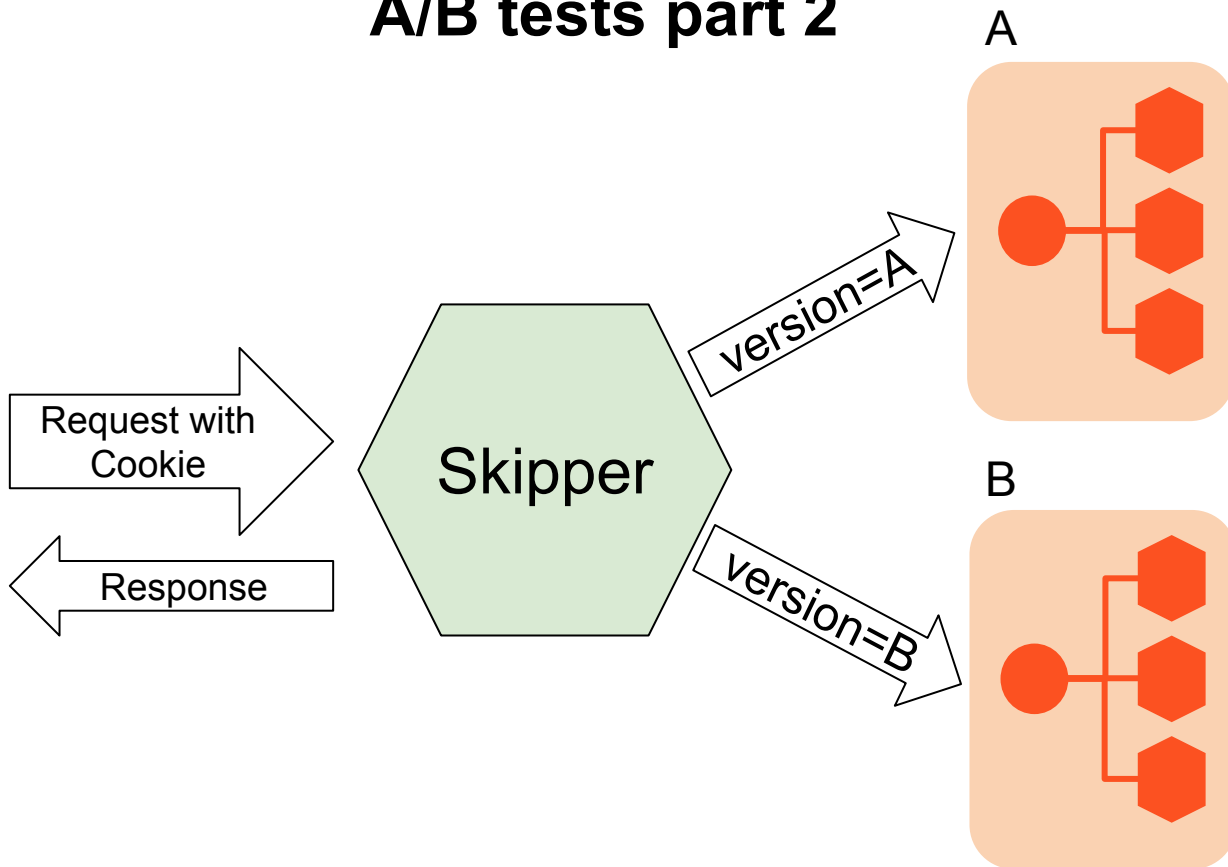 A/B tests part 2
A
version=A
Request with
Cookie
Skipper
B
Response
version=B